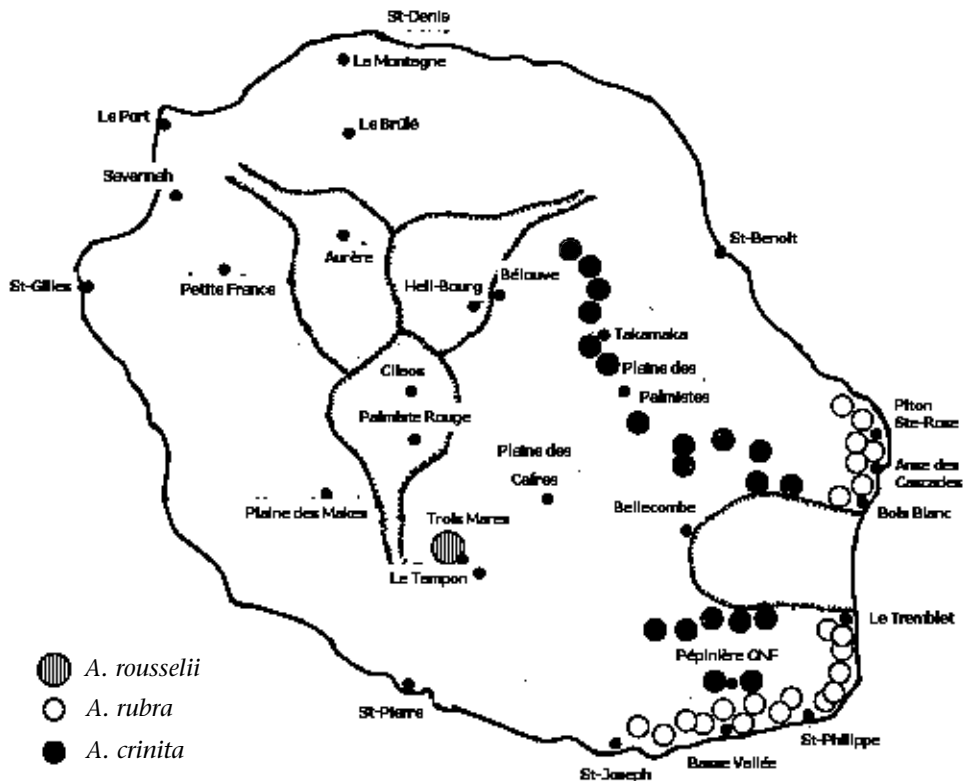 St-Denis
La Montagne
Le Port
Le Brûlé
Savannah
St-Benoit
Aurère
Bélouve
St-Gilles
Petite France
Hell-Bourg
Takamaka
Plaine des
Palmistes
Cilaos
Piton
Ste-Rose
Palmiste Rouge
Plaine des
Cafres
Anse des
Cascades
Bellecombe
Bois Blanc
Plaine des Makes
Trois Mares
Le Tampon
Le Tremblet
Pépinière ONF
A. rousselii
A. rubra
St-Pierre
St-Philippe
A. crinita
Basse Vallée
St-Joseph